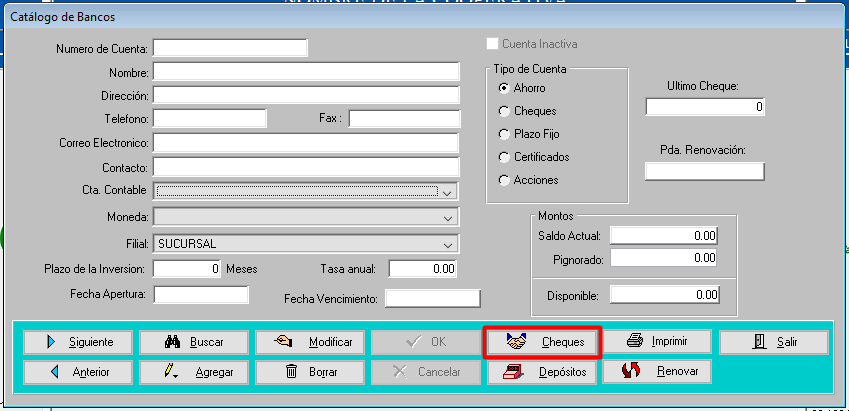 Catálogo de Bancos
Numero de Cuenta:
Nombre:
Dirección:
Telefono: Fax :
Correo Electronico:
Contacto:
Cta. Contable
Moneda:
Filial: SUCURSAL
Plazo de la Inversion: 0 Meses Tasa anual: 0.00
Fecha Apertura: Fecha Vencimiento:
Cuenta Inactiva
Tipo de Cuenta
Ahorro
Cheques
Plazo Fijo
Certificados
Acciones
Ultimo Cheque:
0
Pda. Renovación:
Montos
Saldo Actual: 0.00
Pignorado: 0.00
Disponible: 0.00
Siguiente Buscar Modificar OK Cheques Imprimir Salir
Anterior Agregar Borrar Cancelar Depósitos Renovar